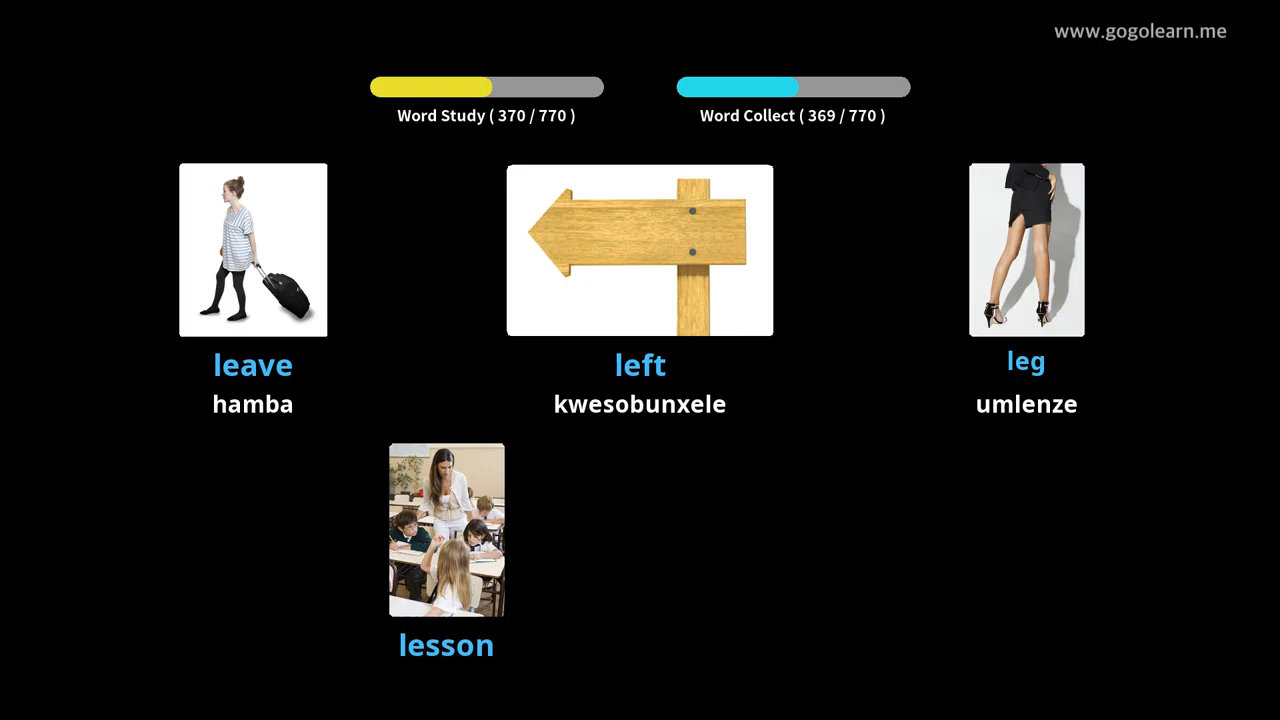 www.gogolearn.me
Word Study ( 370 / 770 )
Word Collect ( 369 / 770 )
leave
hamba
left
kwesobunxele
leg
umlenze
lesson